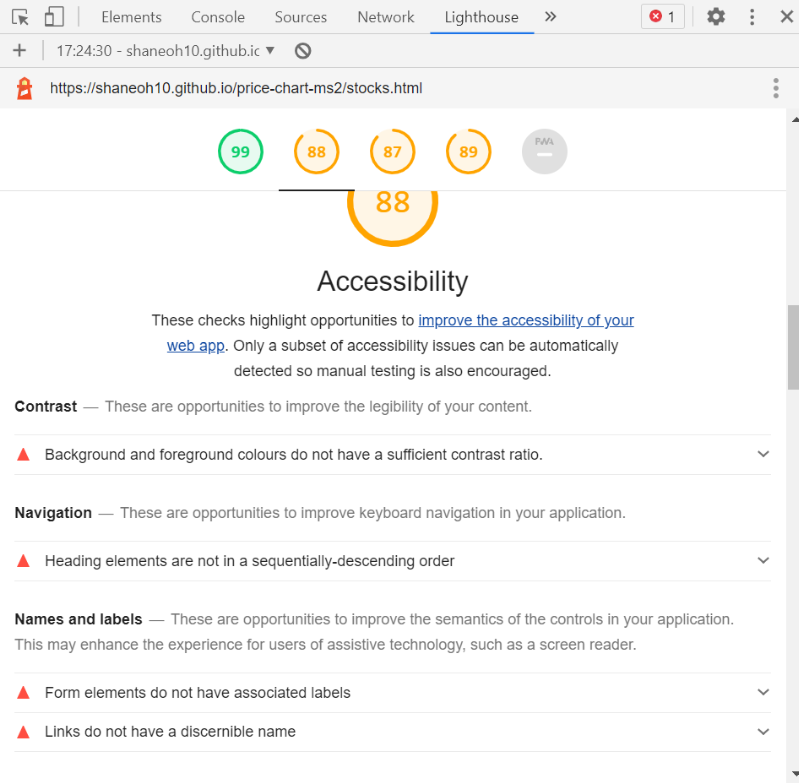 Elements Console Sources Network Lighthouse » 1
+ 17:24:30 - shaneoh10.github.ic
https://shaneoh10.github.io/price-chart-ms2/stocks.html
99 88 87 89 PWA
88
Accessibility
These checks highlight opportunities to improve the accessibility of your
web app. Only a subset of accessibility issues can be automatically
detected so manual testing is also encouraged.
Contrast — These are opportunities to improve the legibility of your content.
Background and foreground colours do not have a sufficient contrast ratio.
Navigation — These are opportunities to improve keyboard navigation in your application.
Heading elements are not in a sequentially-descending order
Names and labels — These are opportunities to improve the semantics of the controls in your application.
This may enhance the experience for users of assistive technology, such as a screen reader.
Form elements do not have associated labels
Links do not have a discernible name